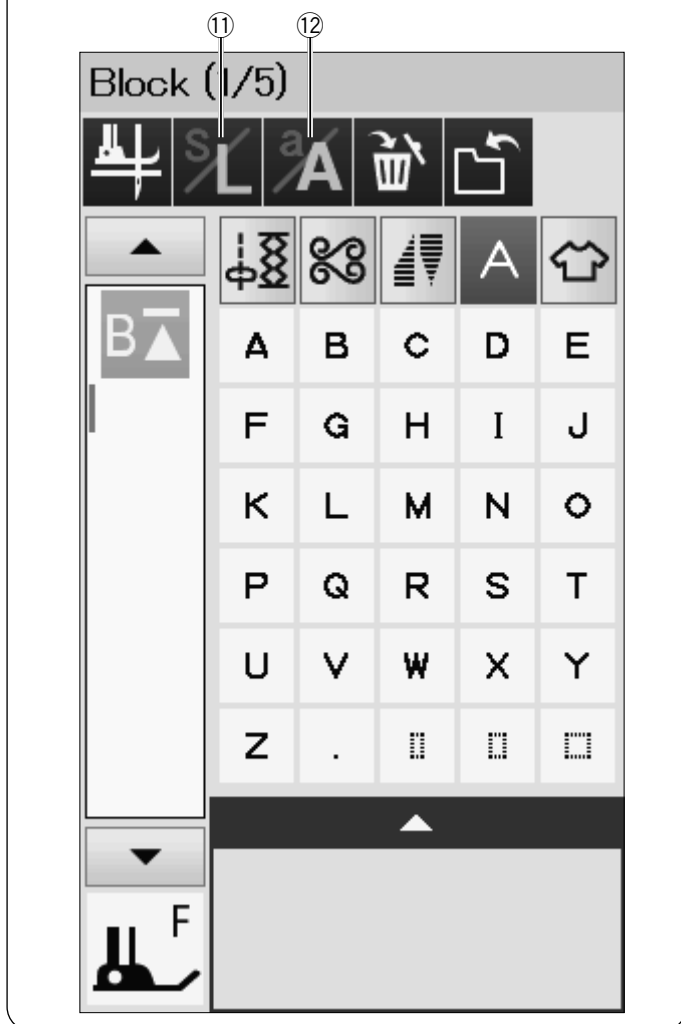 ⑪ ⑫
Block (1/5)
S/L a/A
A
B
A B C D E
F G H I J
K L M N O
P Q R S T
U V W X Y
Z .
F